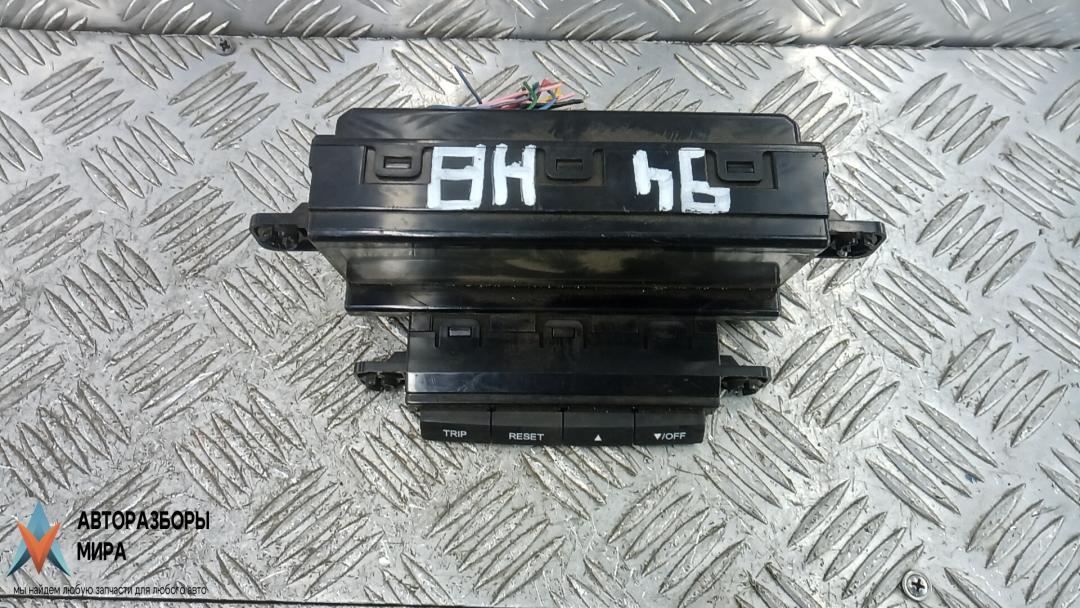 BH 46
TRIP RESET ▲ ▼/OFF
АВТОРАЗБОРЫ
МИРА
мы найдем любую запчасти для любого авто